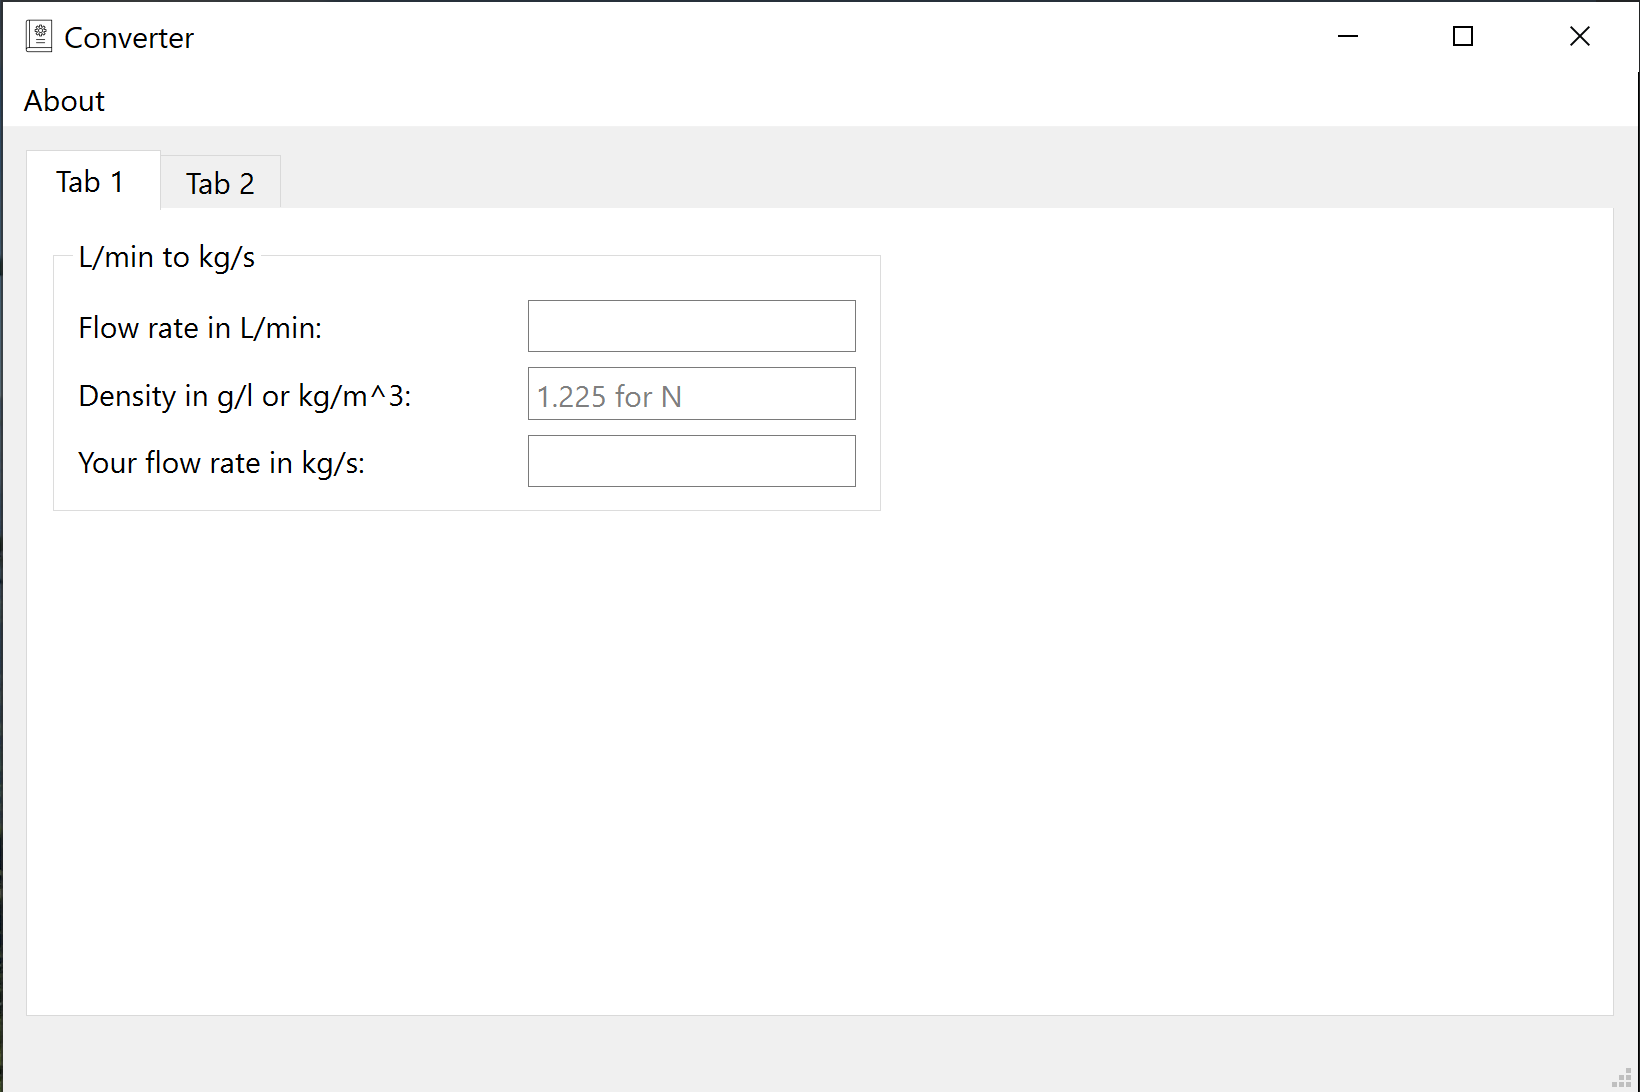 Converter
About
Tab 1
Tab 2
L/min to kg/s
Flow rate in L/min:
Density in g/l or kg/m^3:
1.225 for N
Your flow rate in kg/s: